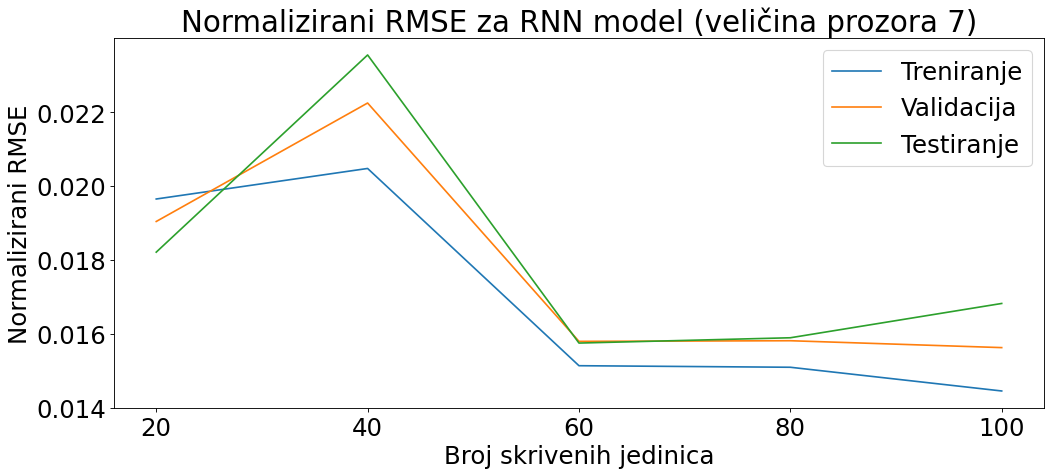 Normalizirani RMSE za RNN model (veličina prozora 7)
Treniranje
Validacija
Testiranje
Normalizirani RMSE
0.022
0.020
0.018
0.016
0.014
20 40 60 80 100
Broj skrivenih jedinica